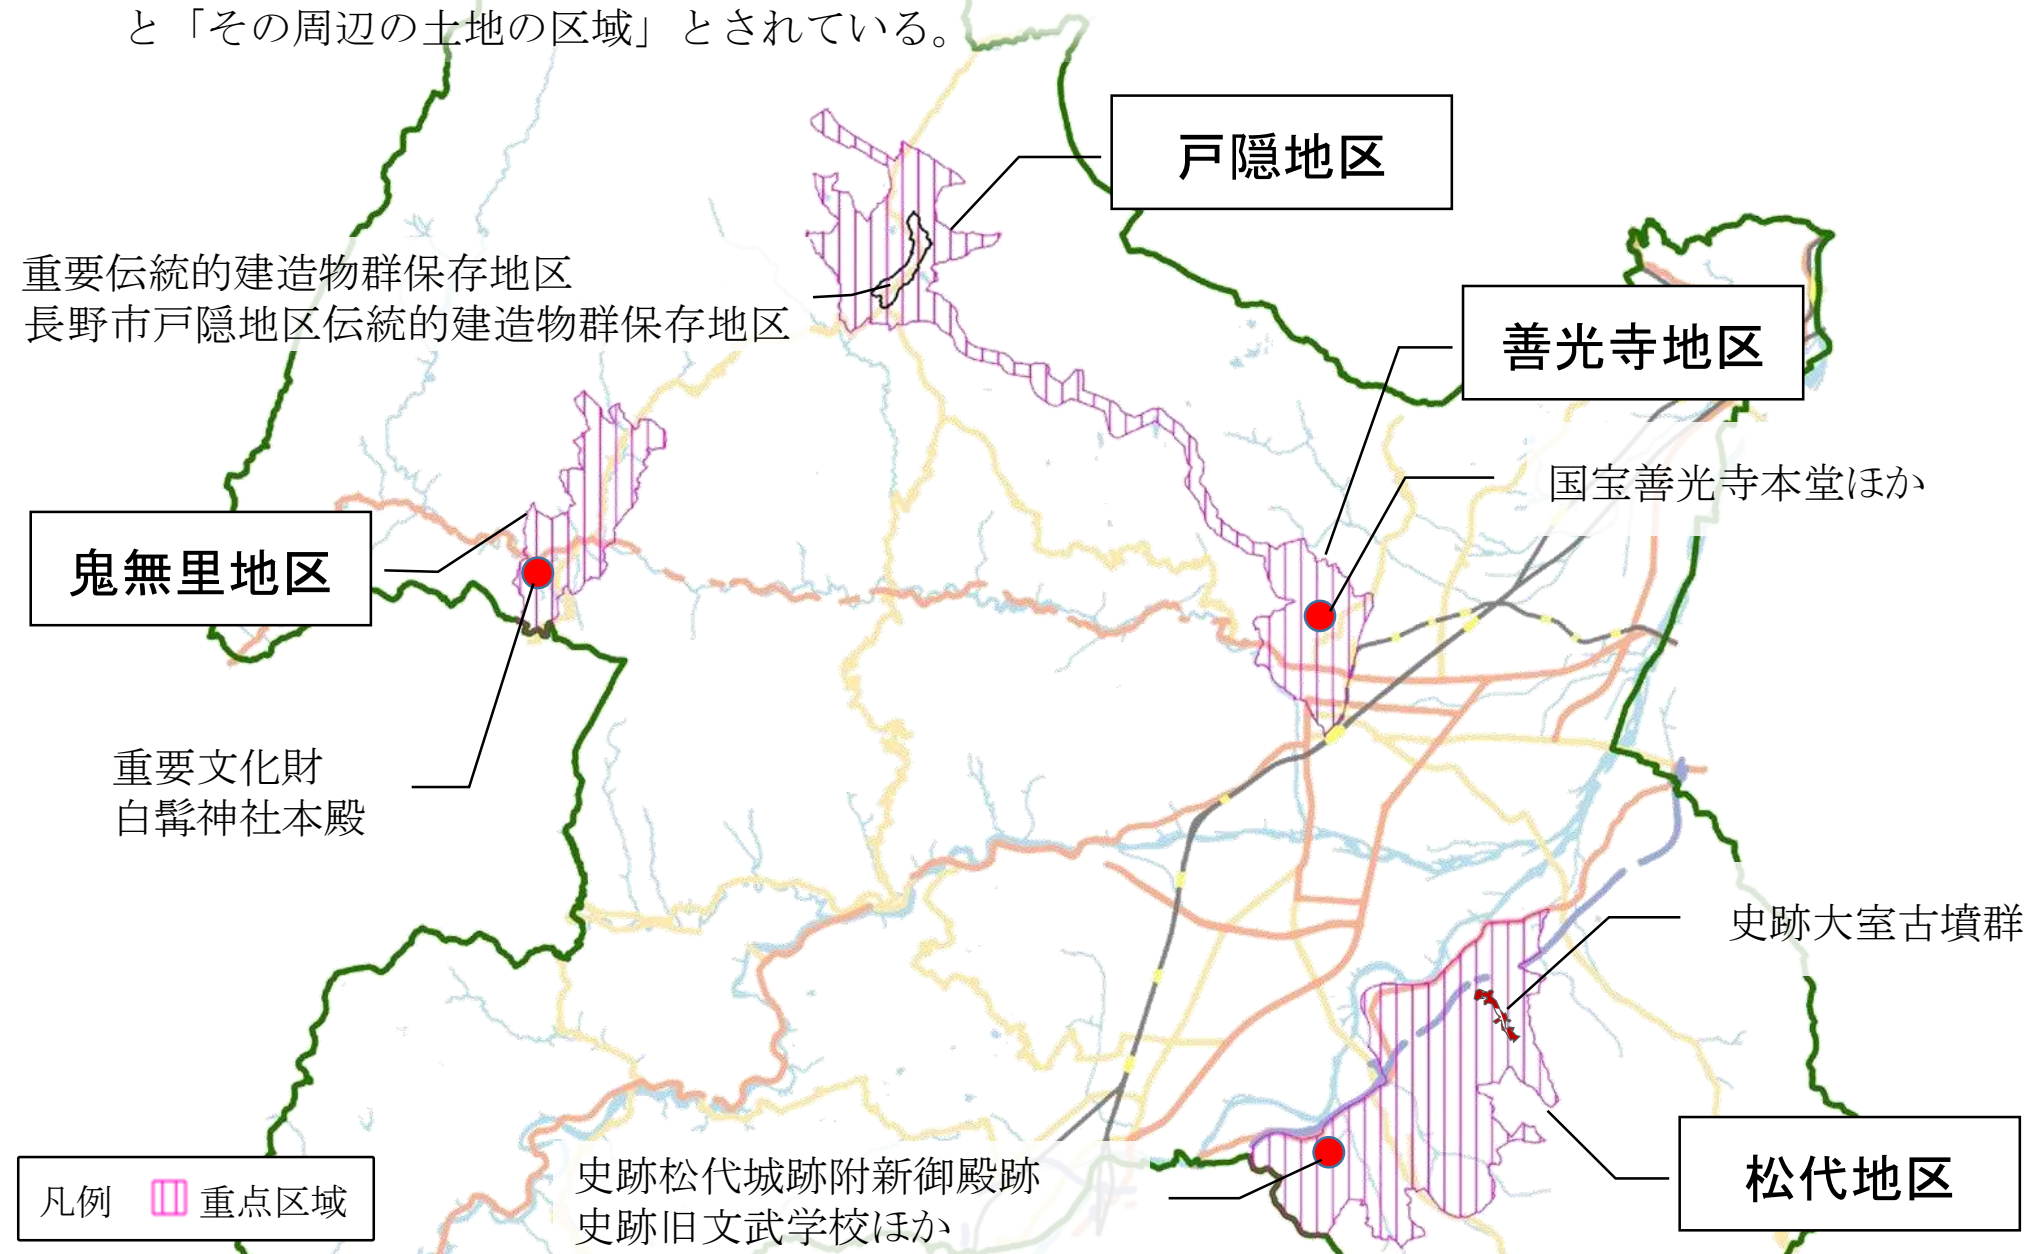 と「その周辺の土地の区域」とされている。
戸隠地区
重要伝統的建造物群保存地区
長野市戸隠地区伝統的建造物群保存地区
善光寺地区
国宝善光寺本堂ほか
鬼無里地区
重要文化財
白髯神社本殿
史跡大室古墳群
松代地区
史跡松代城跡附新御殿跡
史跡旧文武学校ほか
凡例 重点区域